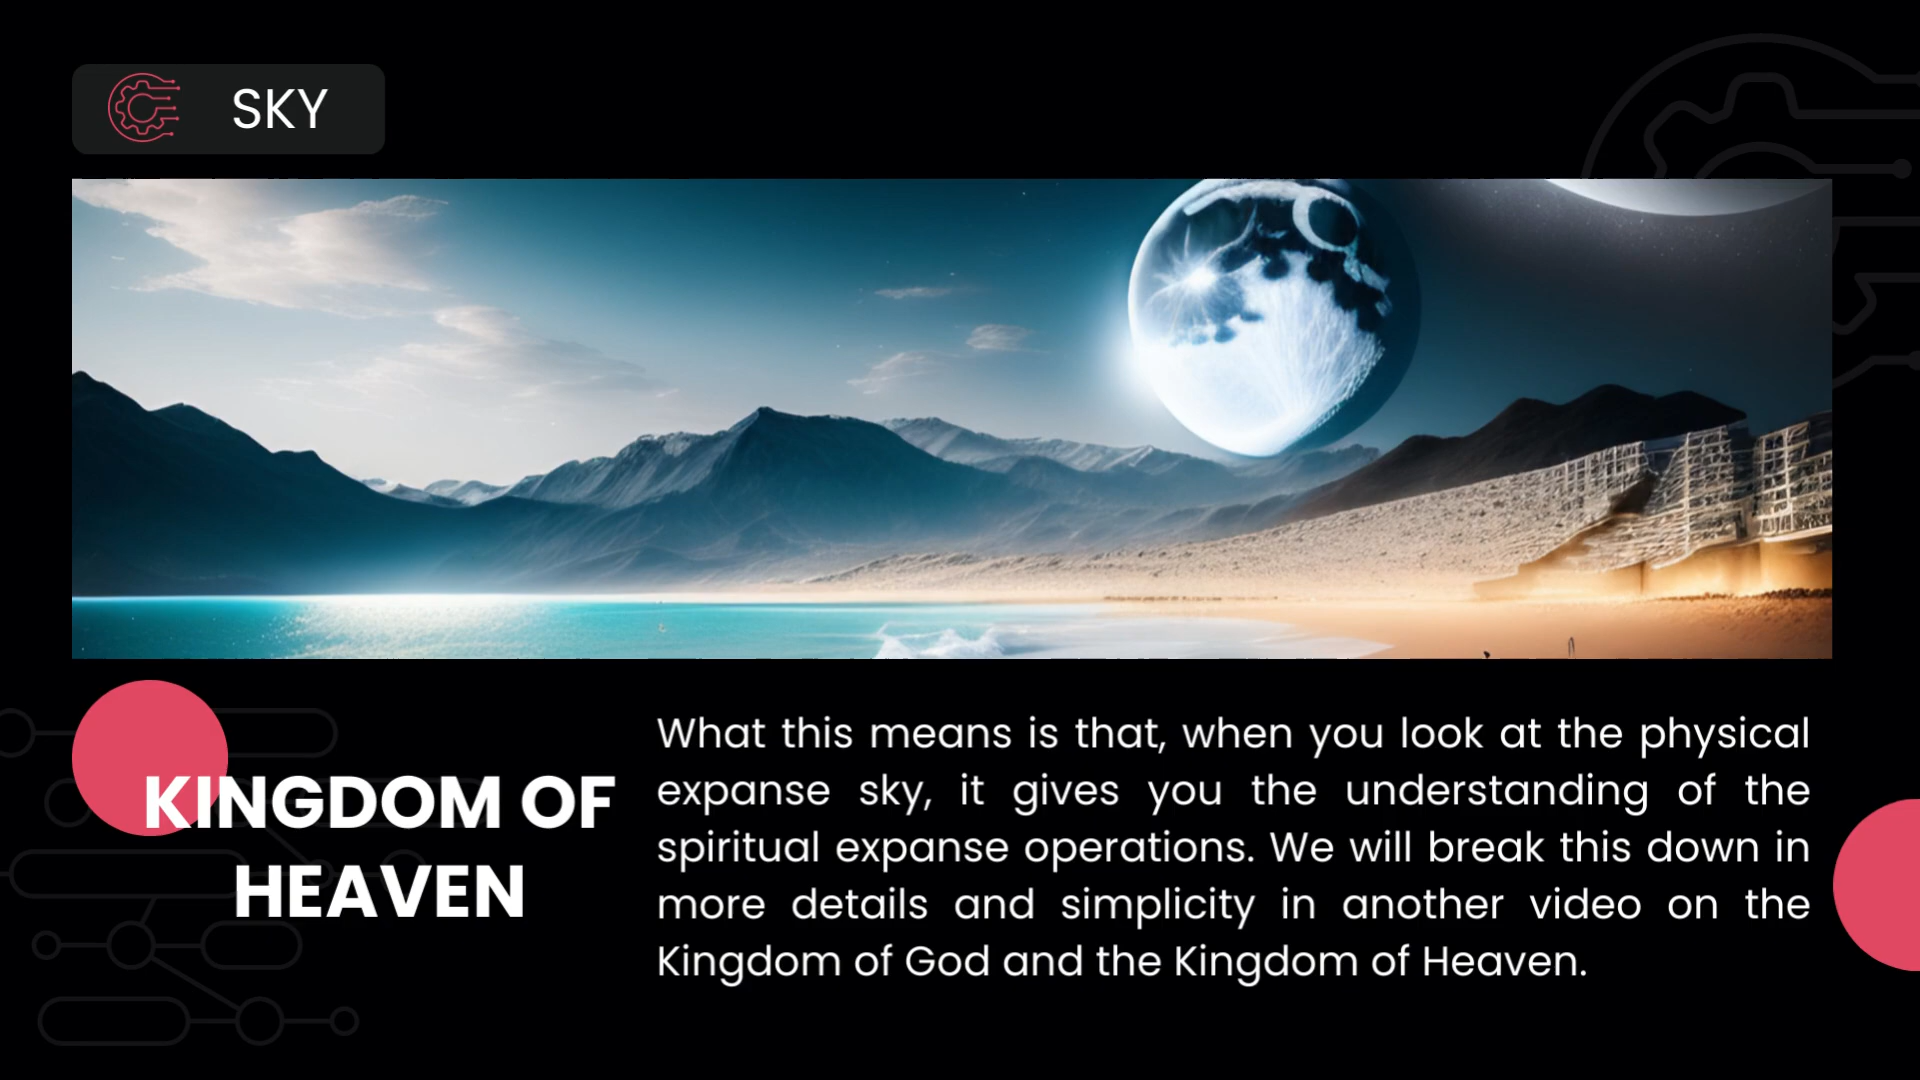 SKY
KINGDOM OF
HEAVEN
What this means is that, when you look at the physical
expanse sky, it gives you the understanding of the
spiritual expanse operations. We will break this down in
more details and simplicity in another video on the
Kingdom of God and the Kingdom of Heaven.